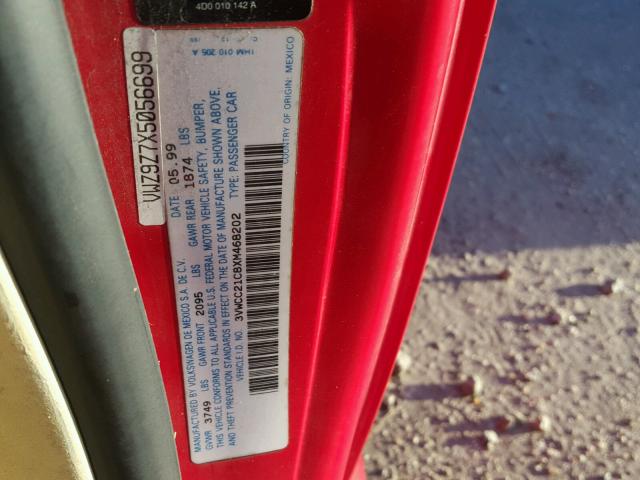 4D0 010 142 A
VWZ9Z7X5056699
1HM 010 205 A
MANUFACTURED BY VOLKSWAGEN DE MEXICO S.A. DE C.V. DATE 05.99
GVWR 3749 LBS GAWR FRONT 2095 LBS GAWR REAR 1874 LBS
THIS VEHICLE CONFORMS TO ALL APPLICABLE U.S. FEDERAL MOTOR VEHICLE SAFETY, BUMPER,
AND THEFT PREVENTION STANDARDS IN EFFECT ON THE DATE OF MANUFACTURE SHOWN ABOVE.
VEHICLE I.D. NO. 3VWCC21C8XM468202 TYPE: PASSENGER CAR
COUNTRY OF ORIGIN: MEXICO